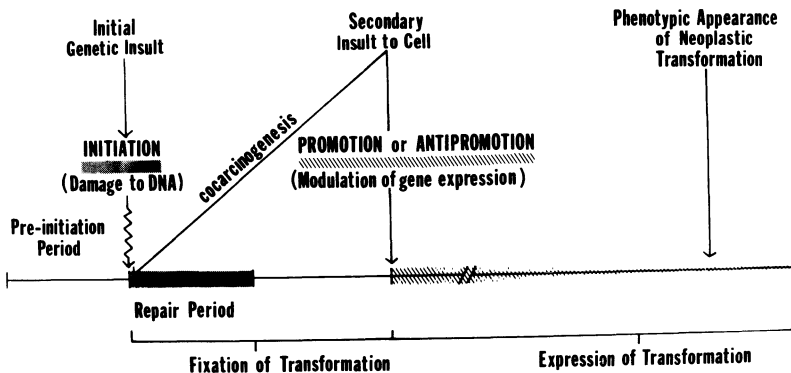 Initial
Genetic Insult
Secondary
Insult to Cell
Phenotypic Appearance
of Neoplastic
Transformation
INITIATION
(Damage to DNA)
cocarcinogenesis
PROMOTION or ANTIPROMOTION
(Modulation of gene expression)
Pre-initiation
Period
Repair Period
Fixation of Transformation
Expression of Transformation